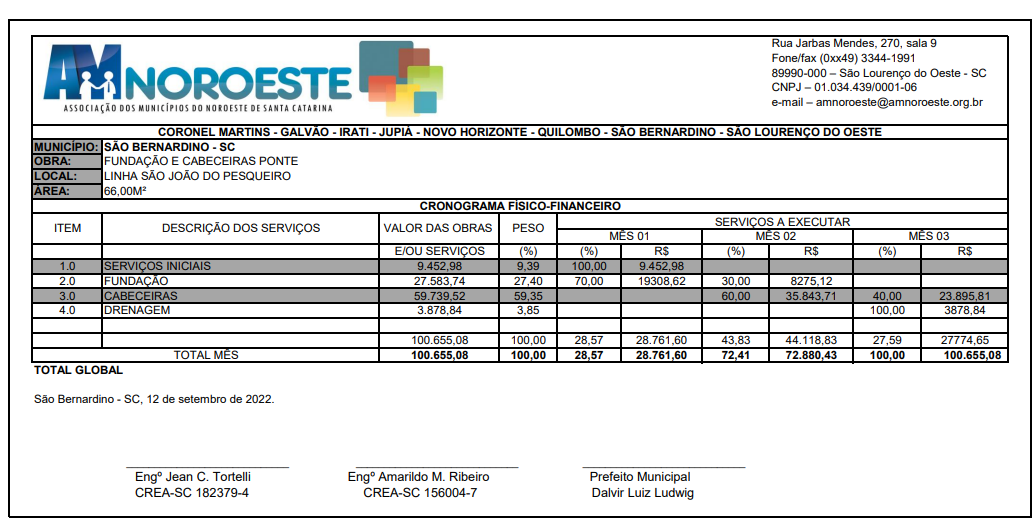 AMNOROESTE
ASSOCIAÇÃO DOS MUNICÍPIOS DO NOROESTE DE SANTA CATARINA
Rua Jarbas Mendes, 270, sala 9
Fone/fax (0xx49) 3344-1991
89990-000 – São Lourenço do Oeste - SC
CNPJ – 01.034.439/0001-06
e-mail – amnoroeste@amnoroeste.org.br
CORONEL MARTINS - GALVÃO - IRATI - JUPIÁ - NOVO HORIZONTE - QUILOMBO - SÃO BERNARDINO - SÃO LOURENÇO DO OESTE
MUNICÍPIO: SÃO BERNARDINO - SC
OBRA: FUNDAÇÃO E CABECEIRAS PONTE
LOCAL: LINHA SÃO JOÃO DO PESQUEIRO
ÁREA: 66,00M²
CRONOGRAMA FÍSICO-FINANCEIRO
ITEM DESCRIÇÃO DOS SERVIÇOS VALOR DAS OBRAS PESO SERVIÇOS A EXECUTAR
MÊS 01 MÊS 02 MÊS 03
E/OU SERVIÇOS (%) (%) R$ (%) R$ (%) R$
1.0 SERVIÇOS INICIAIS 9.452,98 9,39 100,00 9.452,98
2.0 FUNDAÇÃO 27.583,74 27,40 70,00 19308,62 30,00 8275,12
3.0 CABECEIRAS 59.739,52 59,35 60,00 35.843,71 40,00 23.895,81
4.0 DRENAGEM 3.878,84 3,85 100,00 3878,84
100.655,08 100,00 28,57 28.761,60 43,83 44.118,83 27,59 27774,65
TOTAL MÊS 100.655,08 100,00 28,57 28.761,60 72,41 72.880,43 100,00 100.655,08
TOTAL GLOBAL
São Bernardino - SC, 12 de setembro de 2022.
Engº Jean C. Tortelli Engº Amarildo M. Ribeiro Prefeito Municipal
CREA-SC 182379-4 CREA-SC 156004-7 Dalvir Luiz Ludwig